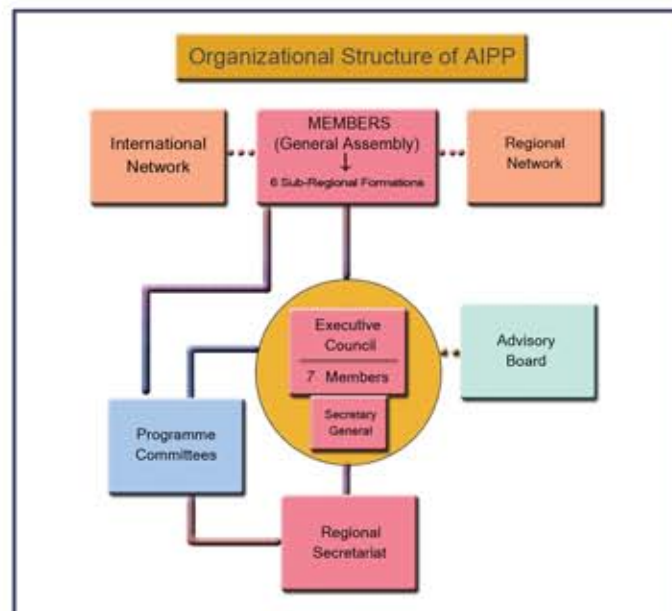 Organizational Structure of AIPP
International
Network
MEMBERS
(General Assembly)
↓
6 Sub-Regional Formations
Regional
Network
Executive
Council
7 Members
Secretary
General
Advisory
Board
Programme
Committees
Regional
Secretariat